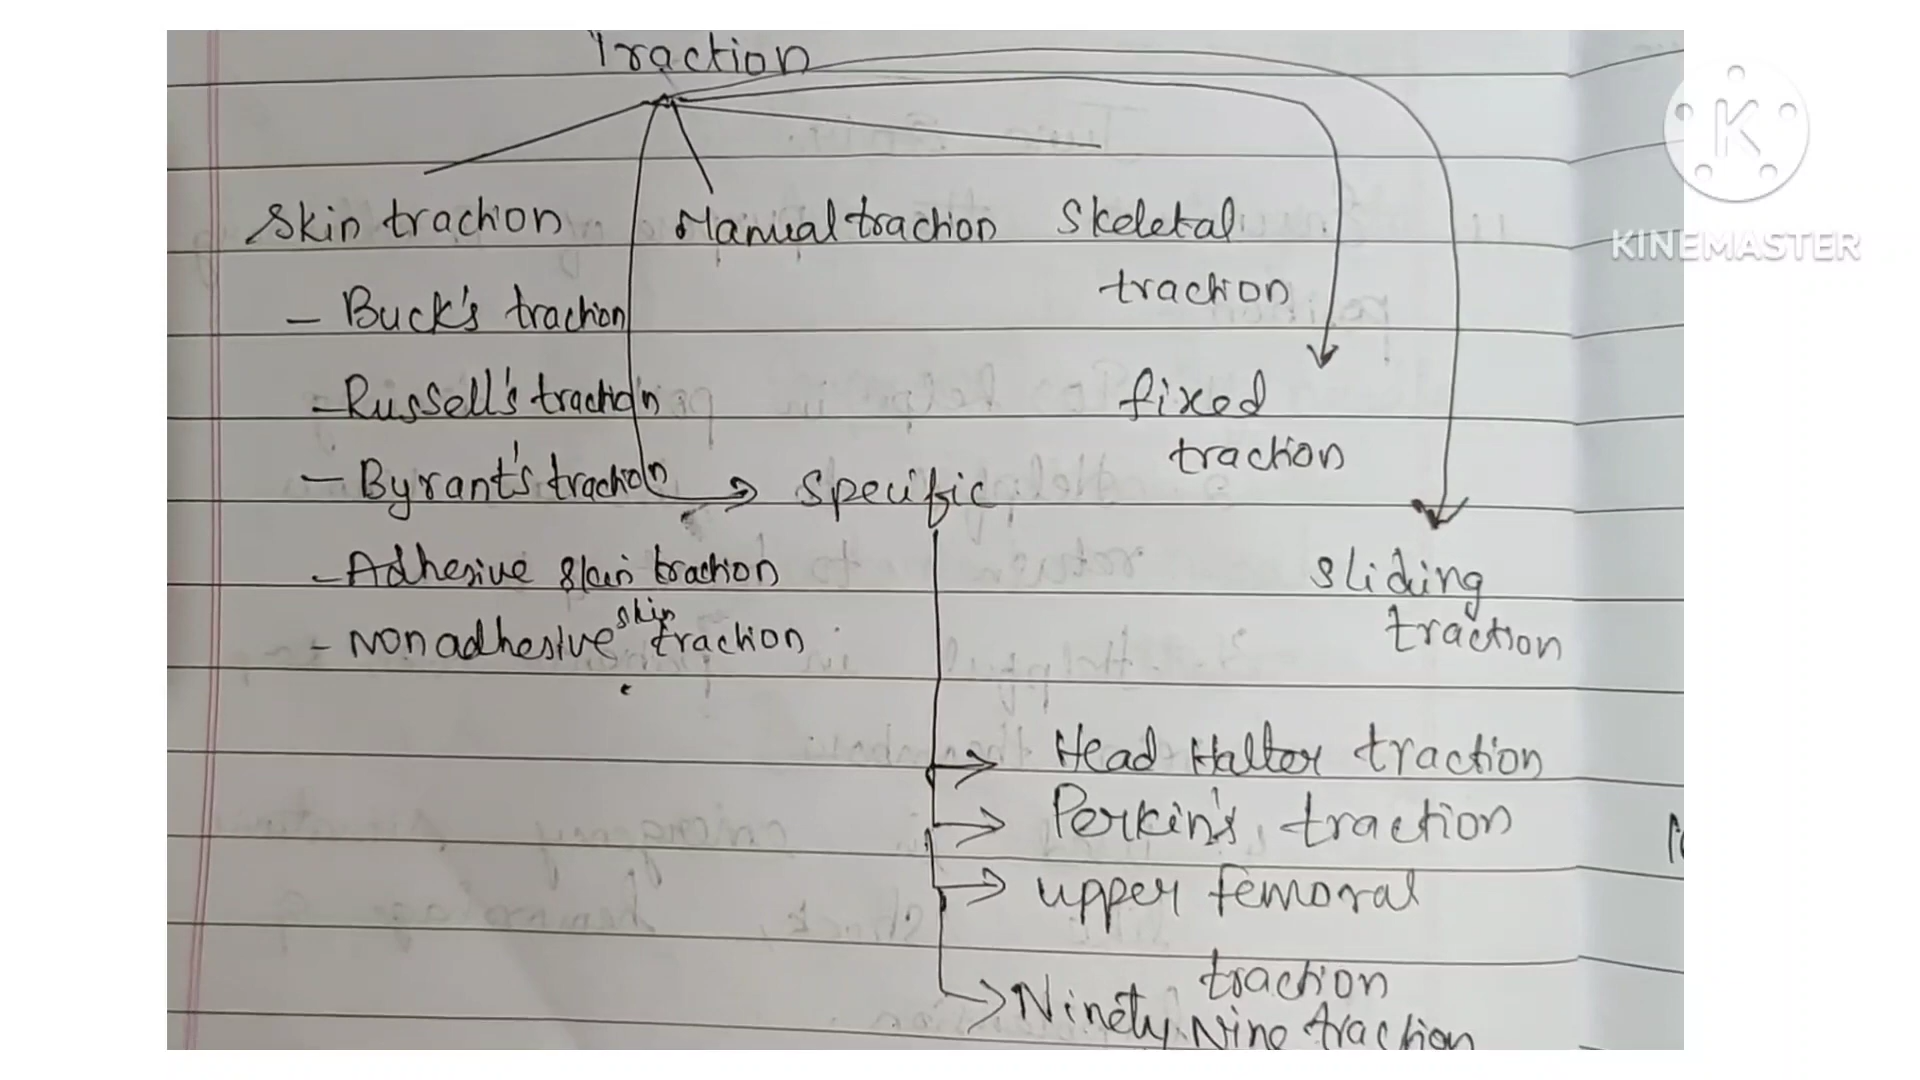 Traction
Skin traction
Manual traction
Skeletal
traction
- Buck's traction
- Russell's traction
- Byrant's traction
- Adhesive skin traction
- Non adhesive skin traction
fixed
traction
Specific
sliding
traction
Head Halter traction
Perkin's traction
upper femoral
traction
Ninety Nine traction
K
KINEMASTER